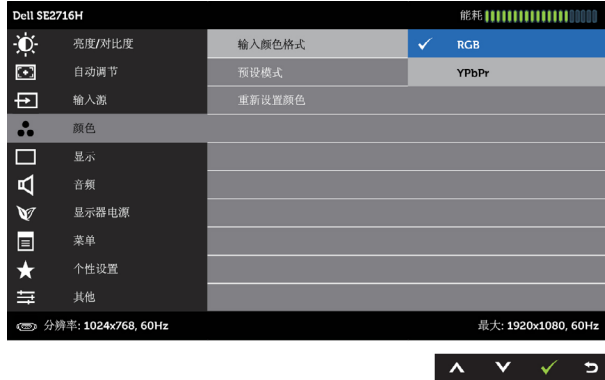 Dell SE2716H 能耗
亮度/对比度 输入颜色格式 RGB
自动调节 预设模式 YPbPr
输入源 重新设置颜色
颜色
显示
音频
显示器电源
菜单
个性设置
其他
分辨率: 1024x768, 60Hz 最大: 1920x1080, 60Hz